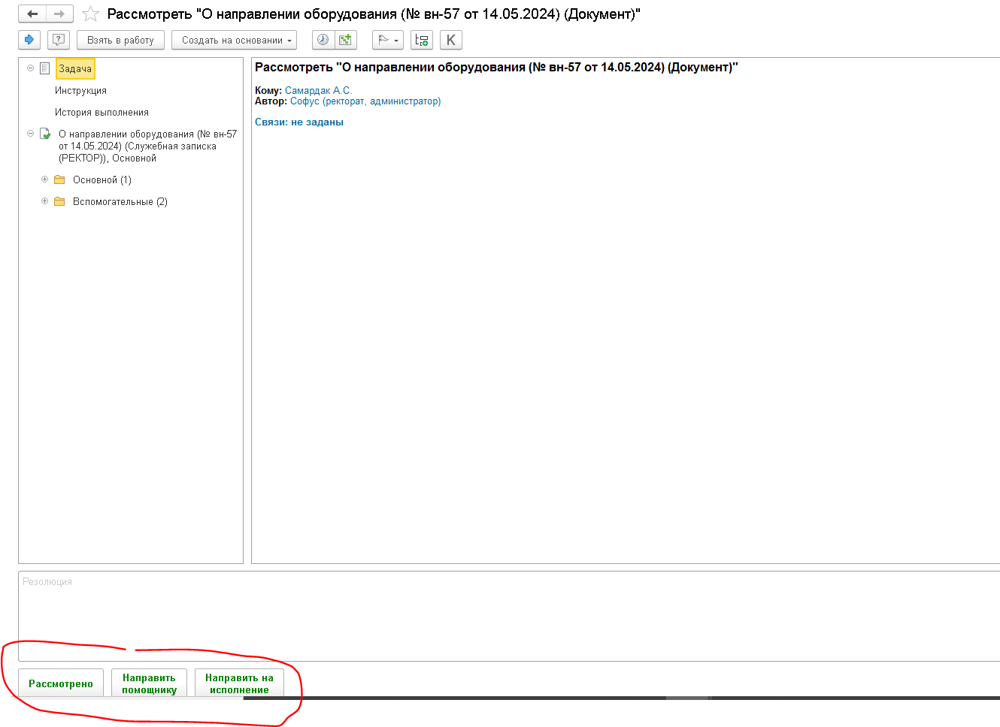 Рассмотреть "О направлении оборудования (№ вн-57 от 14.05.2024) (Документ)"
Взять в работу
Создать на основании
K
Задача
Инструкция
История выполнения
О направлении оборудования (№ вн-57
от 14.05.2024) (Служебная записка
(РЕКТОР)), Основной
Основной (1)
Вспомогательные (2)
Рассмотреть "О направлении оборудования (№ вн-57 от 14.05.2024) (Документ)"
Кому: Самардак А.С.
Автор: Софус (ректорат, администратор)
Связи: не заданы
Резолюция
Рассмотрено
Направить
помощнику
Направить на
исполнение